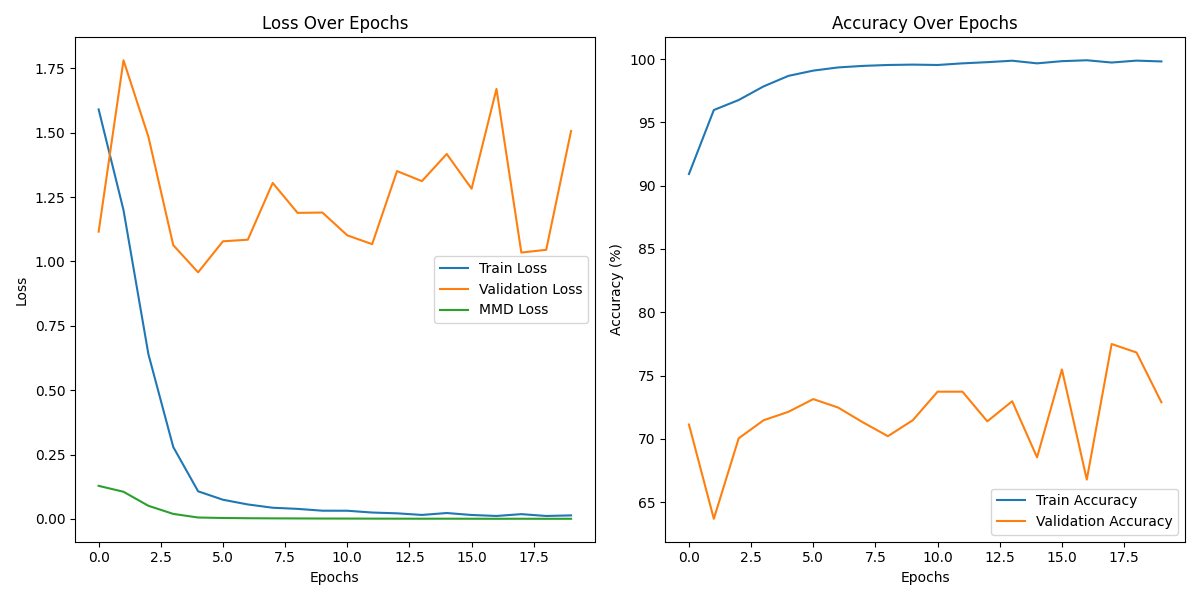 Loss Over Epochs
1.75
1.50
1.25
1.00
0.75
0.50
0.25
0.00
Loss
0.0 2.5 5.0 7.5 10.0 12.5 15.0 17.5
Epochs
Train Loss
Validation Loss
MMD Loss
Accuracy Over Epochs
100
95
90
85
80
75
70
65
Accuracy (%)
0.0 2.5 5.0 7.5 10.0 12.5 15.0 17.5
Epochs
Train Accuracy
Validation Accuracy